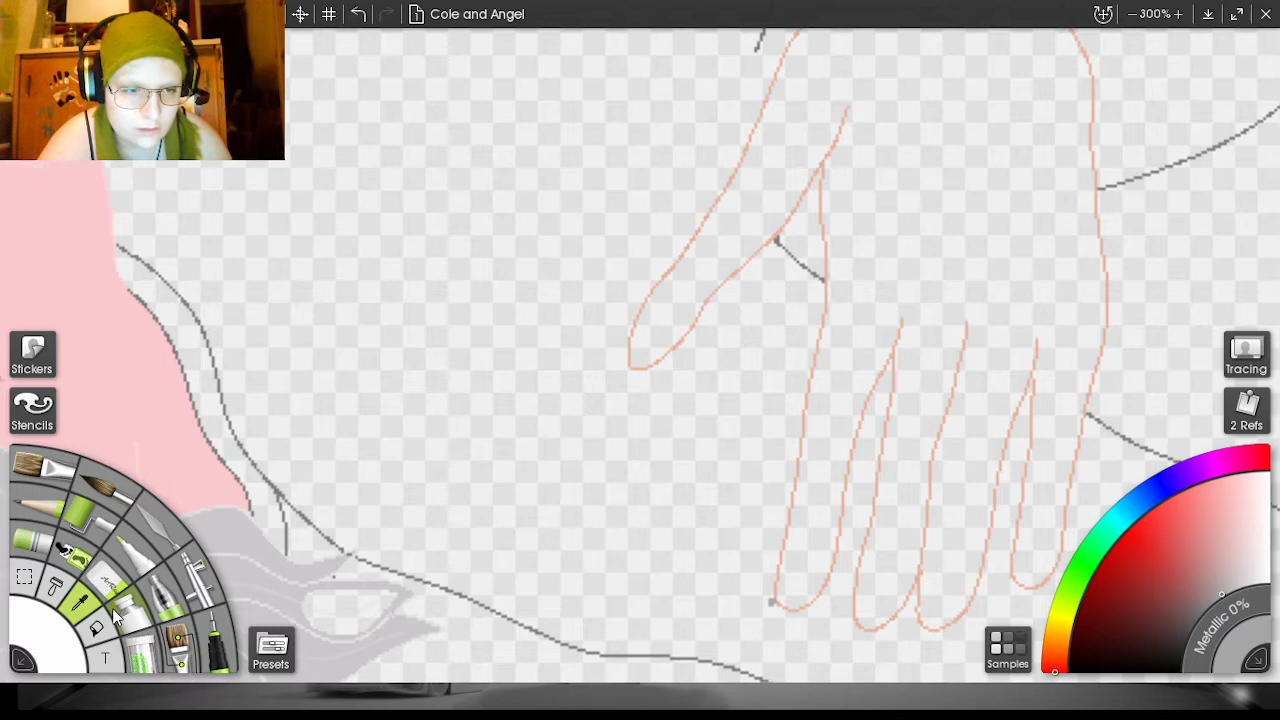 Cole and Angel
300%
Stickers
Stencils
Tracing
2 Refs
Metallic 0%
T
Presets
Samples